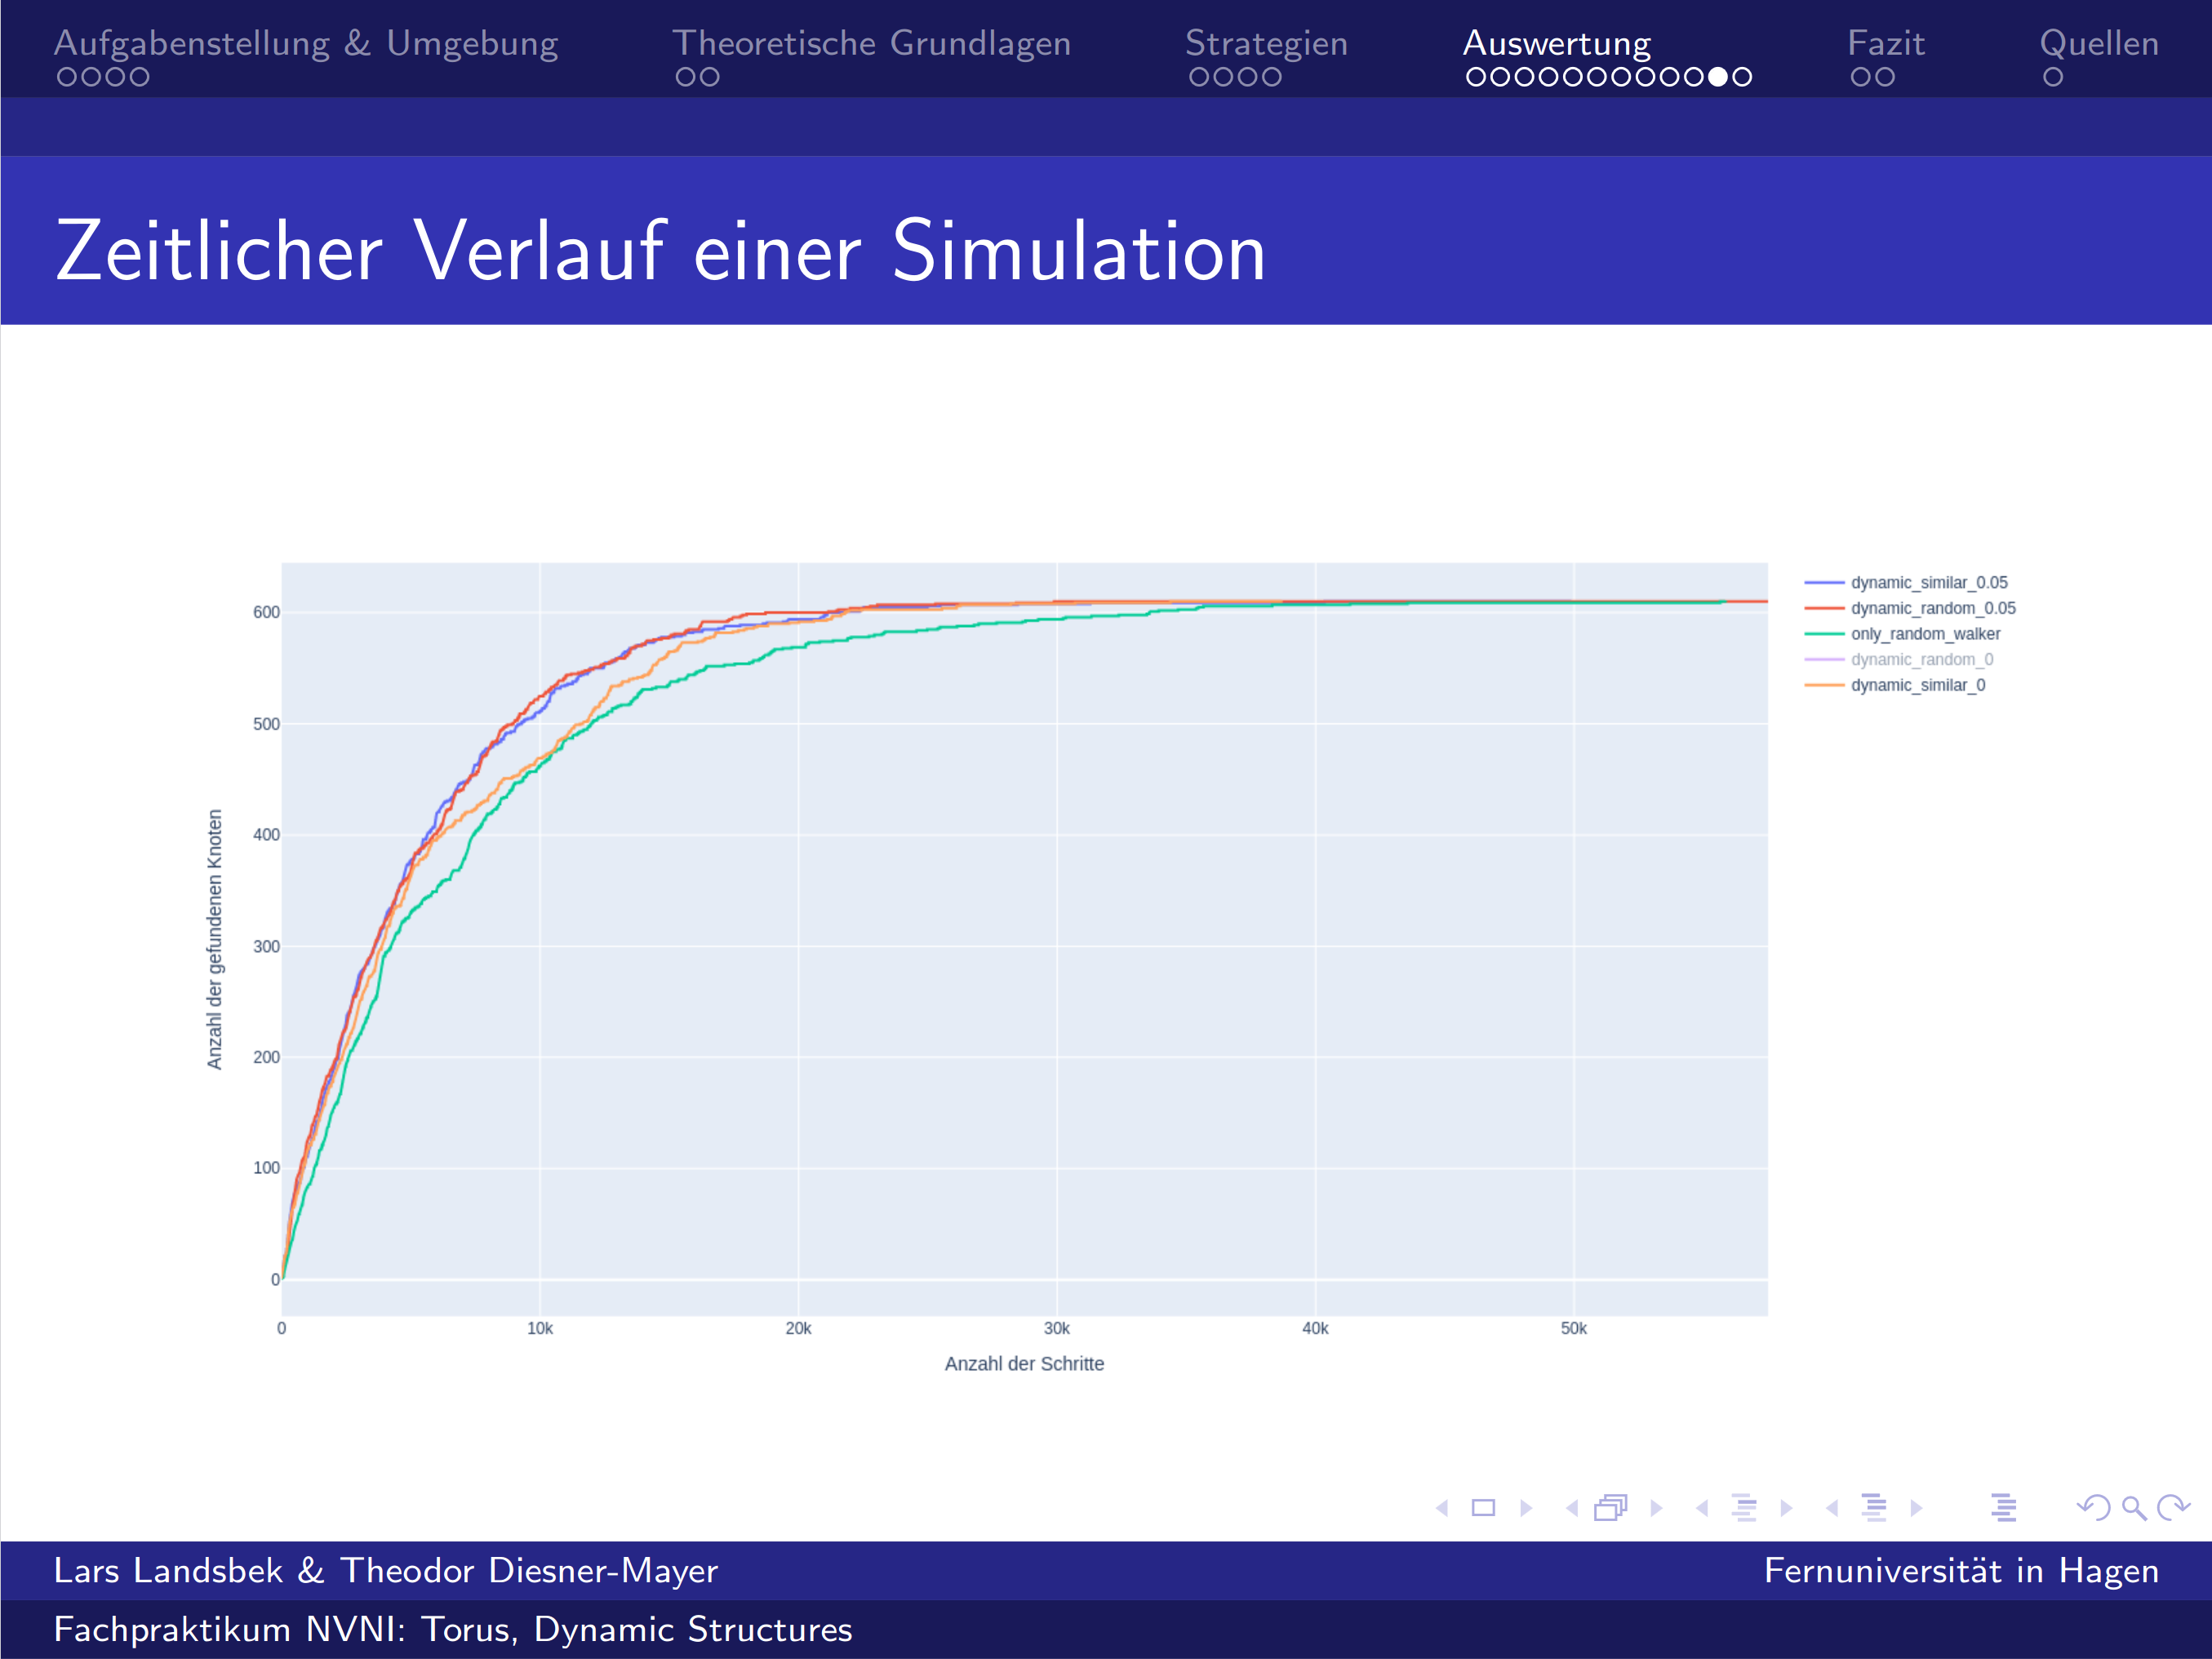 Aufgabenstellung & Umgebung
Theoretische Grundlagen
Strategien
Auswertung
Fazit
Quellen
Zeitlicher Verlauf einer Simulation
Anzahl der gefundenen Knoten
600
500
400
300
200
100
0
0
10k
20k
30k
40k
50k
Anzahl der Schritte
dynamic_similar_0.05
dynamic_random_0.05
only_random_walker
dynamic_random_0
dynamic_similar_0
Lars Landsbek & Theodor Diesner-Mayer
Fernuniversität in Hagen
Fachpraktikum NVNI: Torus, Dynamic Structures